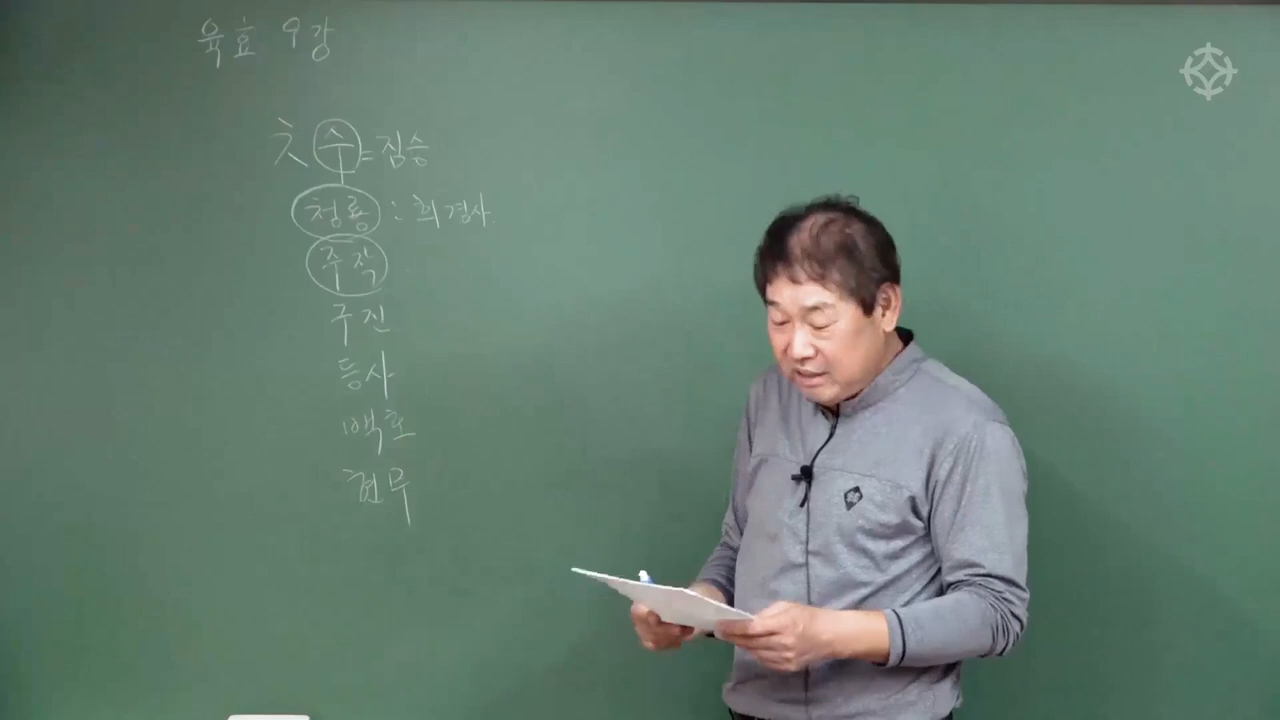 육효 9강
六 수=짐승
청룡 : 희경사.
주작
구진
등사
백호
현무